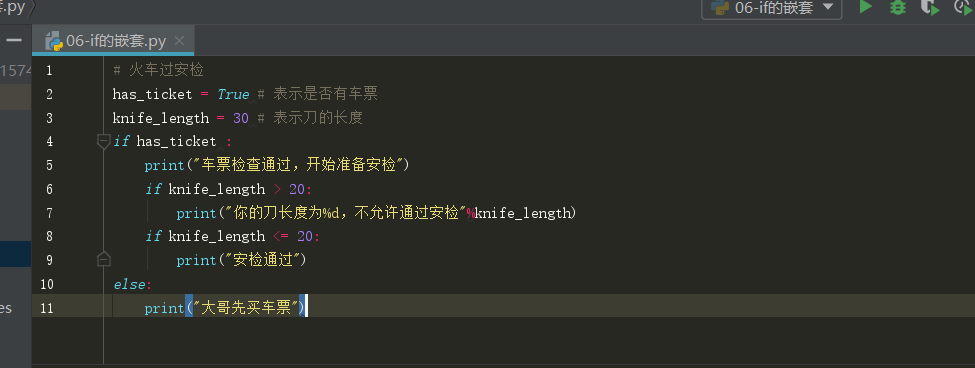 .py
06-if的嵌套
06-if的嵌套.py
1574
1 # 火车过安检
2 has_ticket = True # 表示是否有车票
3 knife_length = 30 # 表示刀的长度
4 if has_ticket :
5 print("车票检查通过，开始准备安检")
6 if knife_length > 20:
7 print("你的刀长度为%d，不允许通过安检"%knife_length)
8 if knife_length <= 20:
9 print("安检通过")
10 else:
es
11 print("大哥先买车票")